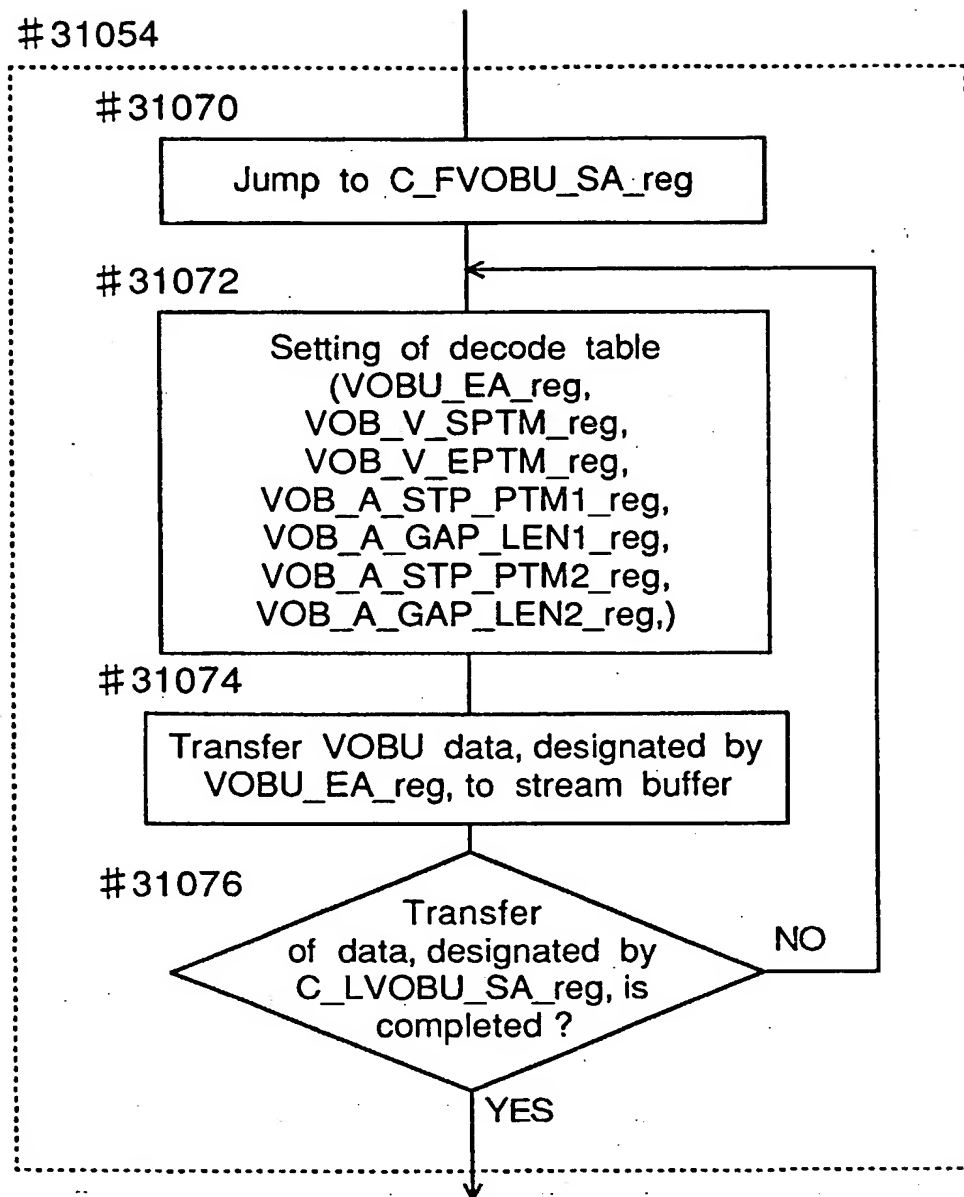 #31054
#31070
Jump to C_FVOBU_SA_reg
#31072
Setting of decode table
(VOBU_EA_reg,
VOB_V_SPTM_reg,
VOB_V_EPTM_reg,
VOB_A_STP_PTM1_reg,
VOB_A_GAP_LEN1_reg,
VOB_A_STP_PTM2_reg,
VOB_A_GAP_LEN2_reg,)
#31074
Transfer VOBU data, designated by
VOBU_EA_reg, to stream buffer
#31076
Transfer
of data, designated by
C_LVOBU_SA_reg, is
completed ?
NO
YES